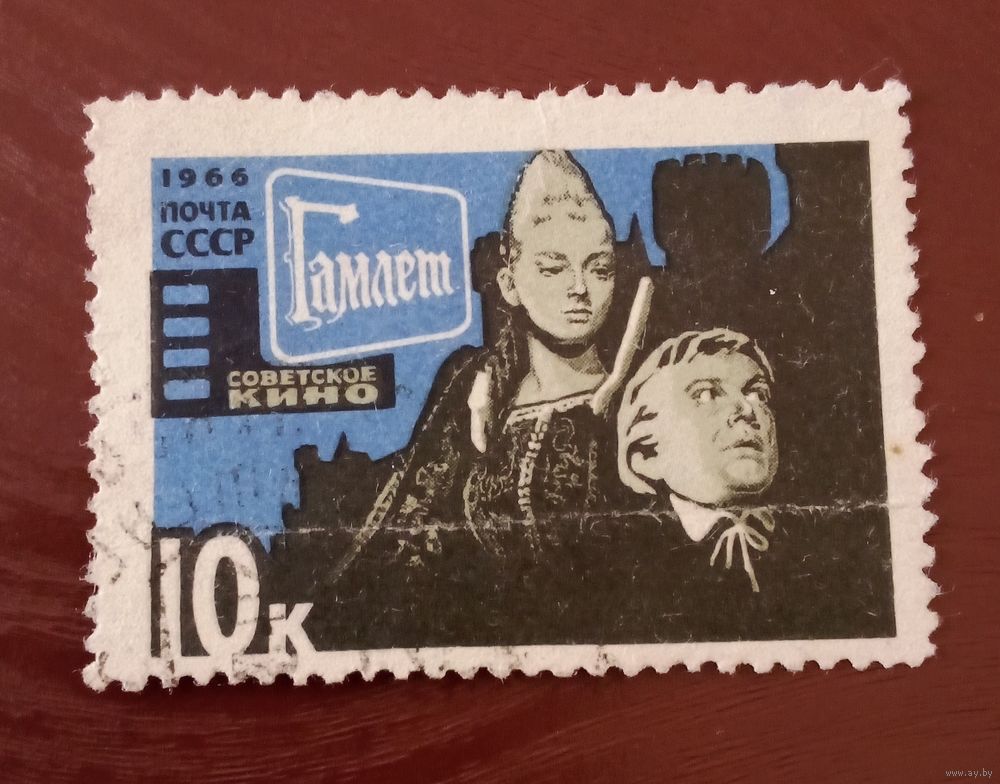 1966
ПОЧТА
СССР
Гамлет
СОВЕТСКОЕ
КИНО
10К
www.ay.by